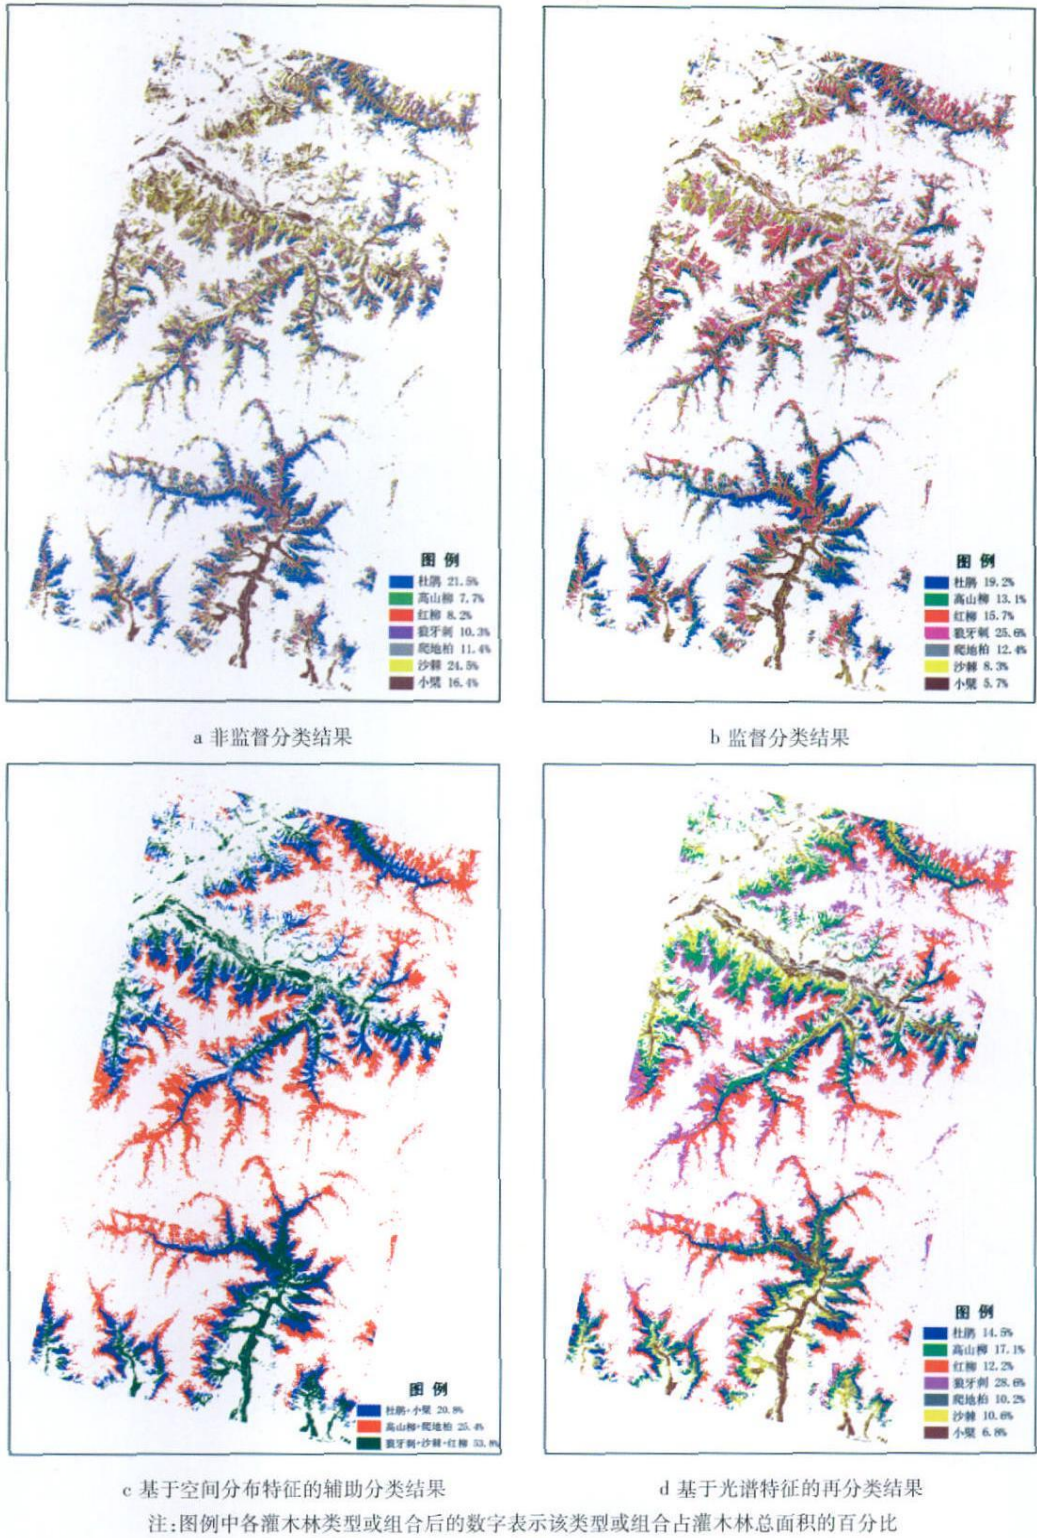 图 例
杜鹃 21.5%
高山柳 7.7%
红柳 8.2%
狼牙刺 10.3%
爬地柏 11.4%
沙棘 24.5%
小檗 16.4%
a 非监督分类结果
图 例
杜鹃 19.2%
高山柳 13.1%
红柳 15.7%
狼牙刺 25.6%
爬地柏 12.4%
沙棘 8.3%
小檗 5.7%
b 监督分类结果
图 例
杜鹃+小檗 20.8%
高山柳+爬地柏 25.4%
狼牙刺+沙棘+红柳 53.8%
c 基于空间分布特征的辅助分类结果
图 例
杜鹃 14.5%
高山柳 17.1%
红柳 12.2%
狼牙刺 28.6%
爬地柏 10.2%
沙棘 10.6%
小檗 6.8%
d 基于光谱特征的再分类结果
注:图例中各灌木林类型或组合后的数字表示该类型或组合占灌木林总面积的百分比